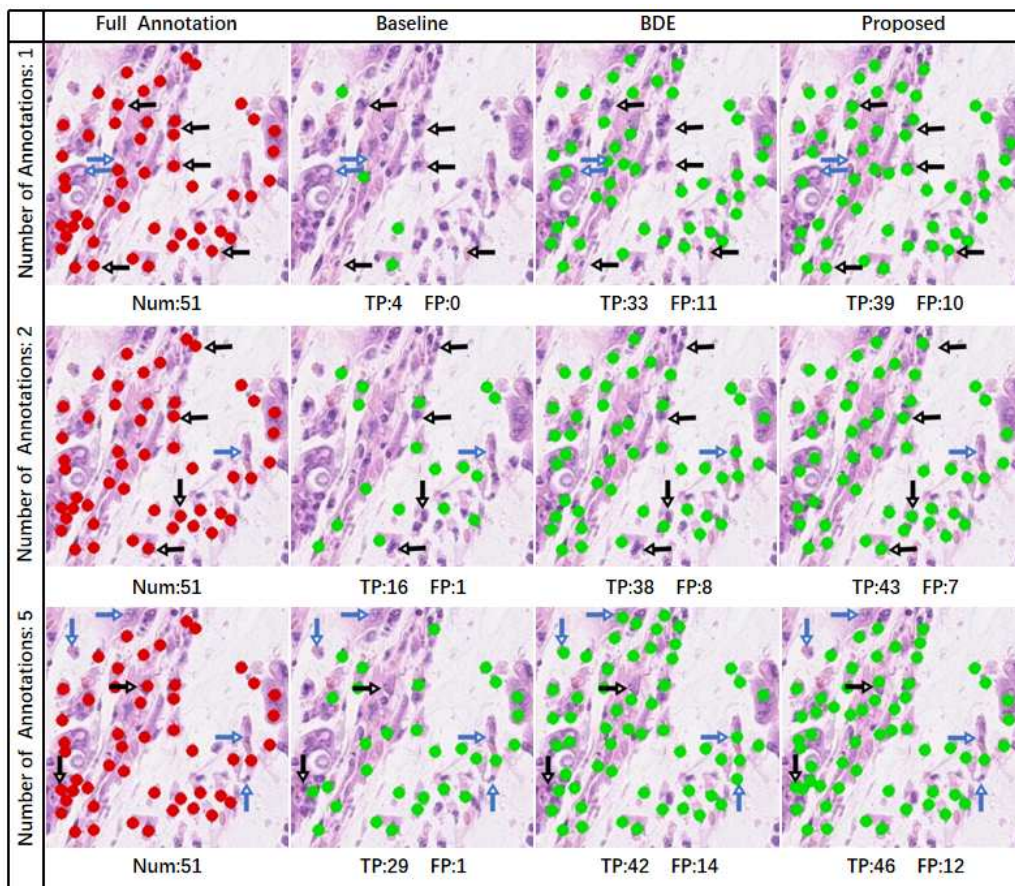 Full Annotation Baseline BDE Proposed
Number of Annotations: 1
Num:51 TP:4 FP:0 TP:33 FP:11 TP:39 FP:10
Number of Annotations: 2
Num:51 TP:16 FP:1 TP:38 FP:8 TP:43 FP:7
Number of Annotations: 5
Num:51 TP:29 FP:1 TP:42 FP:14 TP:46 FP:12